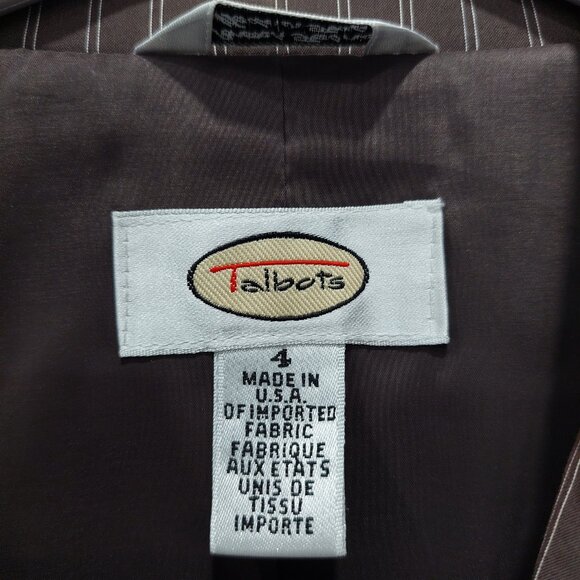 Talbots
4
MADE IN
U.S.A.
OF IMPORTED
FABRIC
FABRIQUE
AUX ETATS
UNIS DE
TISSU
IMPORTE